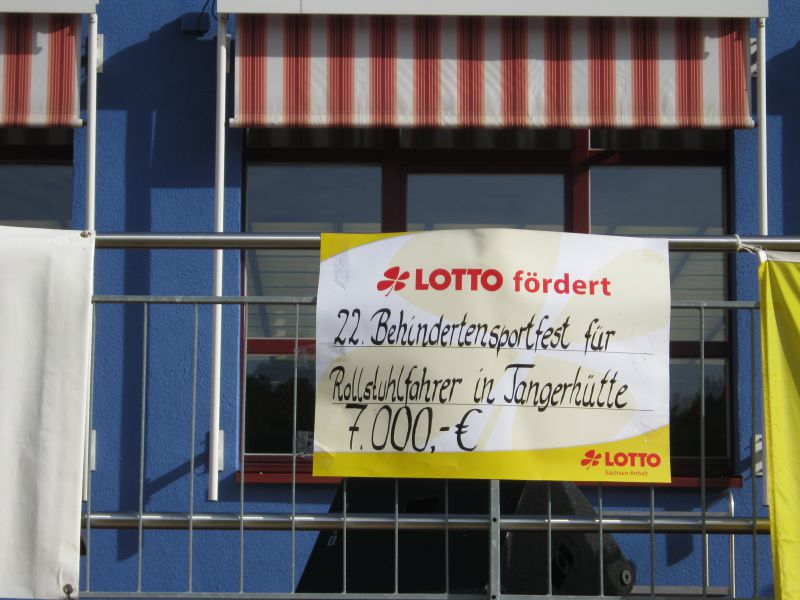 LOTTO fördert
22. Behindertensportfest für
Rollstuhlfahrer in Tangerhütte
7.000,-€
LOTTO
Sachsen-Anhalt